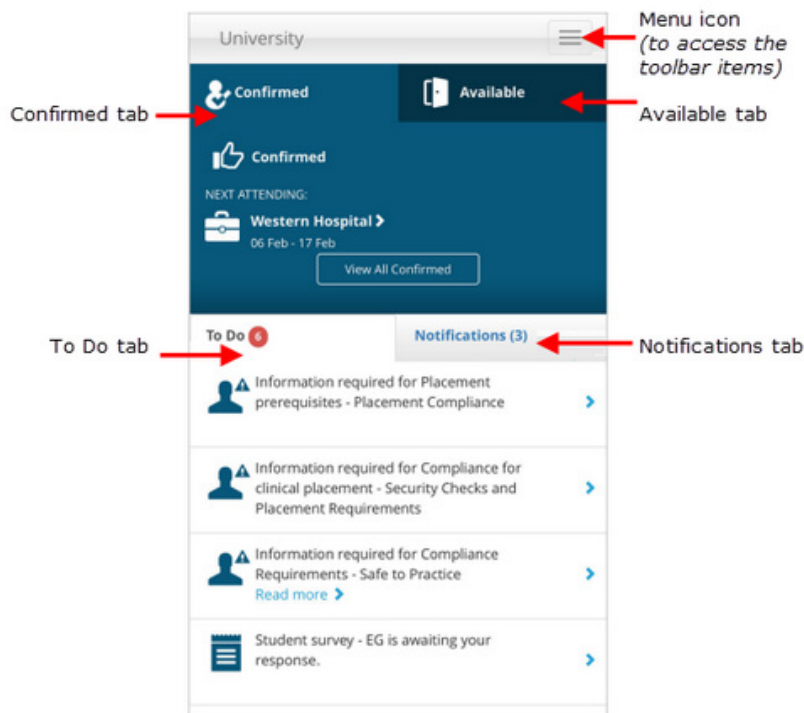 Menu icon
(to access the
toolbar items)
University
Confirmed
Available
Confirmed tab
Available tab
Confirmed
NEXT ATTENDING:
Western Hospital
06 Feb - 17 Feb
View All Confirmed
To Do 6
Notifications (3)
To Do tab
Notifications tab
Information required for Placement
prerequisites - Placement Compliance
Information required for Compliance for
clinical placement - Security Checks and
Placement Requirements
Information required for Compliance
Requirements - Safe to Practice
Read more
Student survey - EG is awaiting your
response.